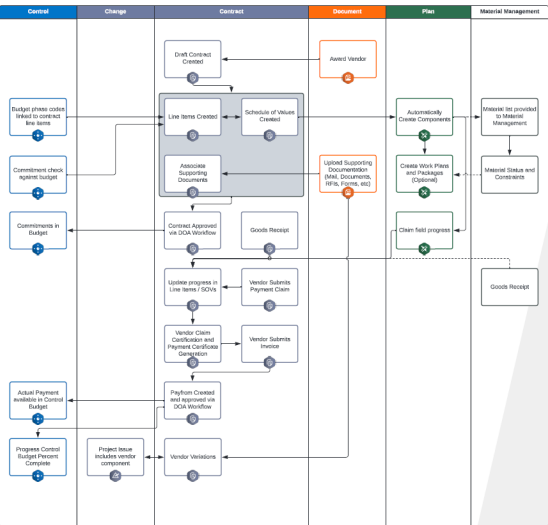 Control
Change
Contract
Document
Plan
Material Management
Draft Contract
Created
Award Vendor
Budget phase codes
linked to contract
line items
Line Items Created
Schedule of Values
Created
Automatically
Create Components
Material list provided
to Material
Management
Commitment check
against budget
Associate
Supporting
Documents
Upload Supporting
Documentation
(Mail, Documents,
RFIs, Forms, etc)
Create Work Plans
and Packages
(Optional)
Material Status and
Constraints
Commitments in
Budget
Contract Approved
via DOA Workflow
Goods Receipt
Claim field progress
Update progress in
Line Items / SOVs
Vendor Submits
Payment Claim
Goods Receipt
Vendor Claim
Certification and
Payment Certificate
Generation
Vendor Submits
Invoice
Actual Payment
available in Control
Budget
Payfrom Created
and approved via
DOA Workflow
Progress Control
Budget Percent
Complete
Project Issue
includes vendor
component
Vendor Variations